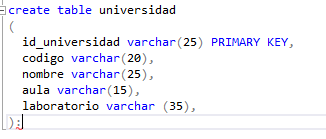 create table universidad
(
id_universidad varchar(25) PRIMARY KEY,
codigo varchar(20),
nombre varchar(25),
aula varchar(15),
laboratorio varchar (35),
);